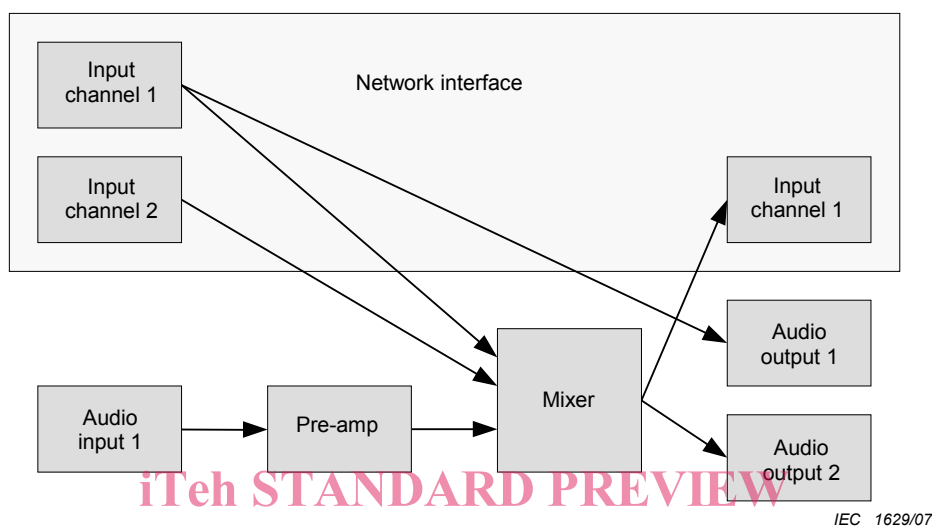 Input
channel 1
Network interface
Input
channel 2
Input
channel 1
Audio
output 1
Mixer
Audio
input 1
Pre-amp
Audio
output 2
iTeh STANDARD PREVIEW
IEC 1629/07